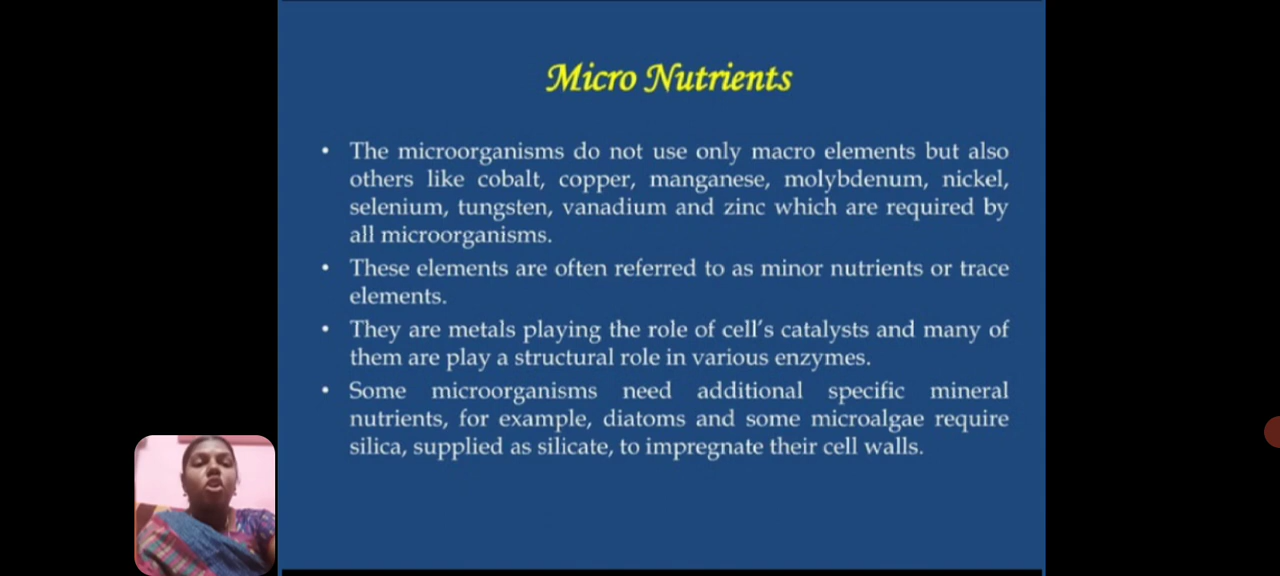 Micro Nutrients
• The microorganisms do not use only macro elements but also
others like cobalt, copper, manganese, molybdenum, nickel,
selenium, tungsten, vanadium and zinc which are required by
all microorganisms.
• These elements are often referred to as minor nutrients or trace
elements.
• They are metals playing the role of cell's catalysts and many of
them are play a structural role in various enzymes.
• Some microorganisms need additional specific mineral
nutrients, for example, diatoms and some microalgae require
silica, supplied as silicate, to impregnate their cell walls.